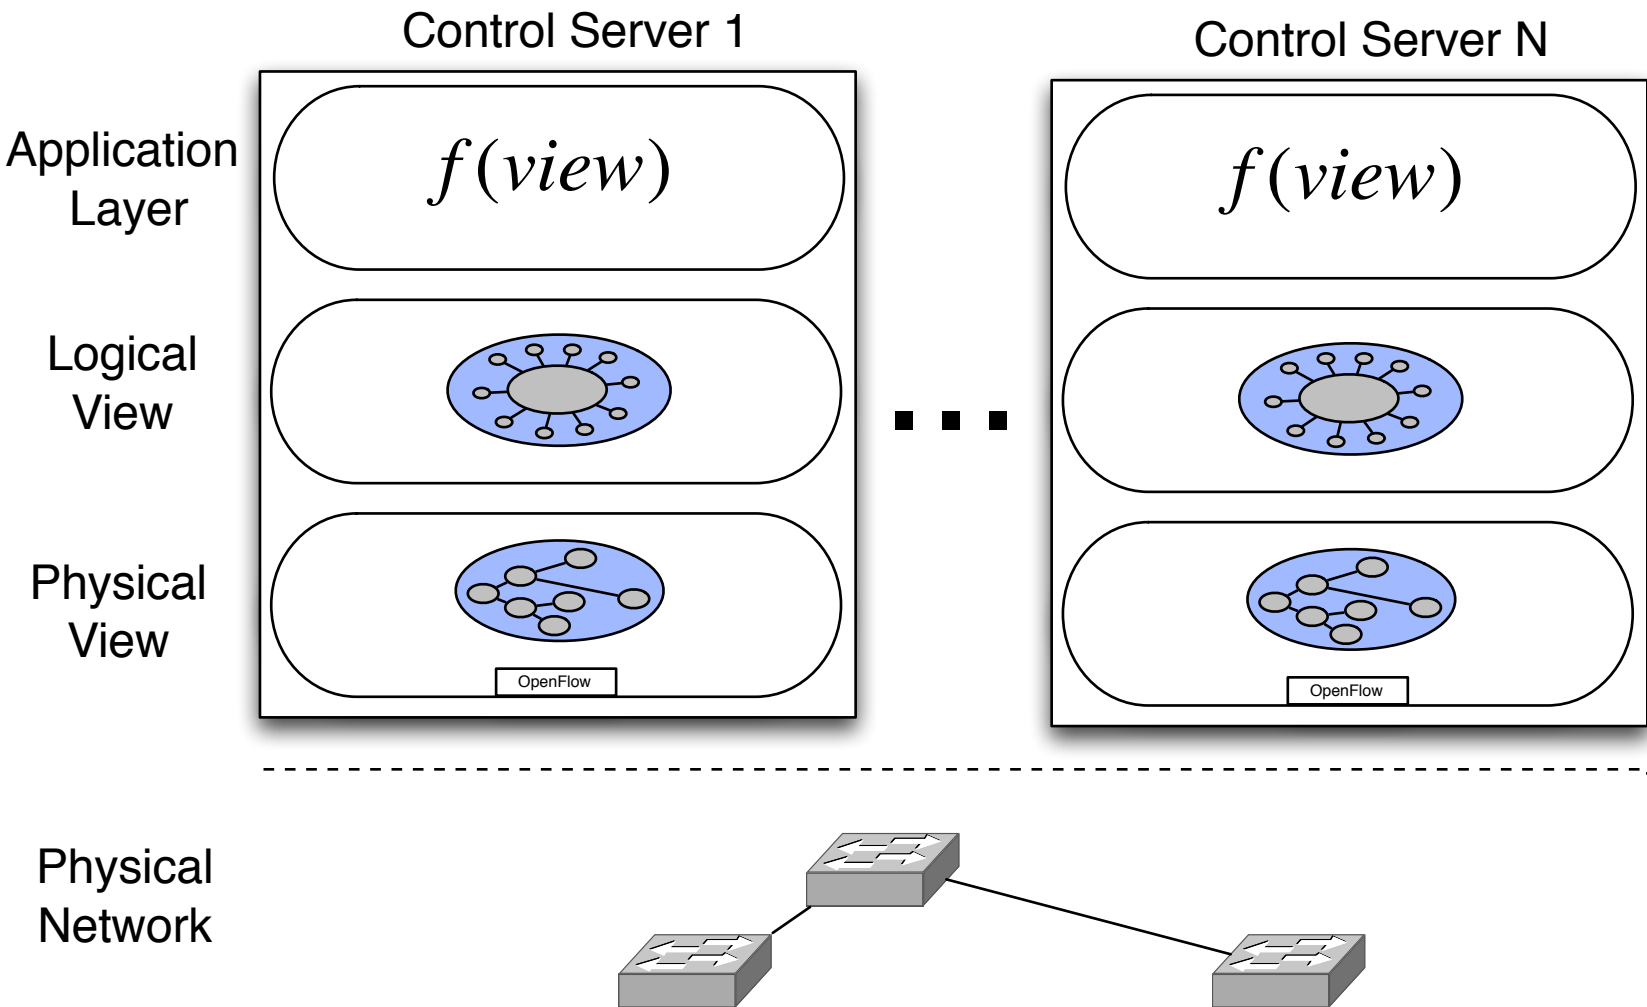 Control Server 1
Control Server N
Application
Layer
f(view)
f(view)
Logical
View
Physical
View
OpenFlow
OpenFlow
Physical
Network